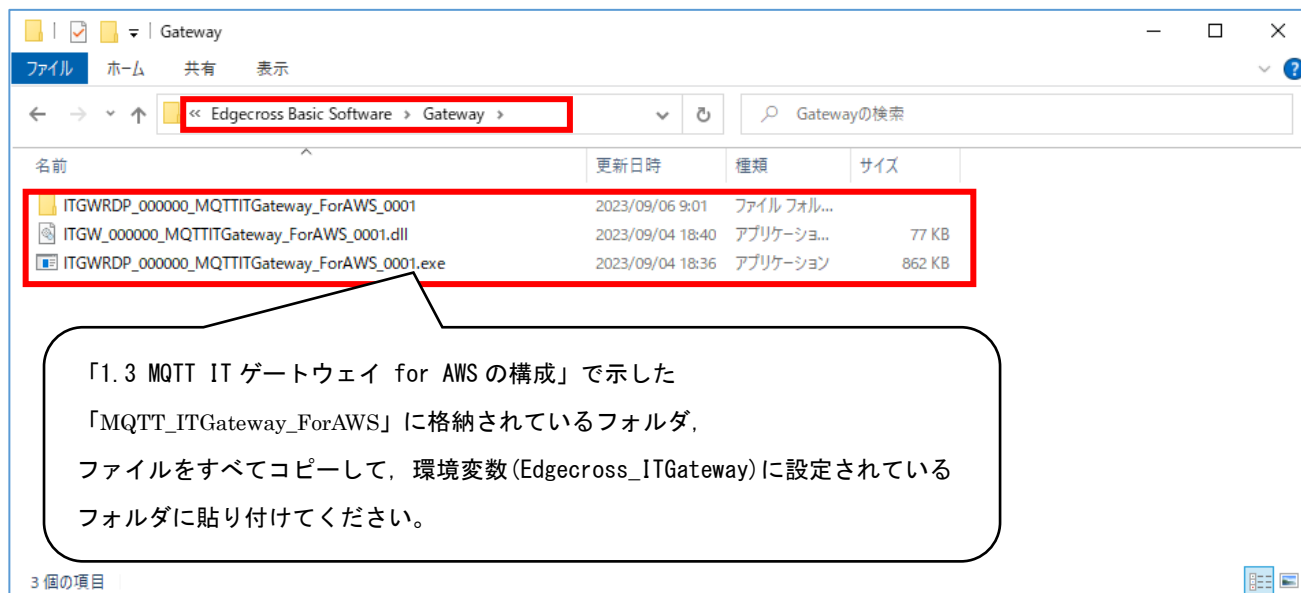 Gateway
ファイル ホーム 共有 表示
« Edgecross Basic Software › Gateway › Gatewayの検索
名前 更新日時 種類 サイズ
ITGWRDP_000000_MQTTITGateway_ForAWS_0001 2023/09/06 9:01 ファイル フォル...
ITGW_000000_MQTTITGateway_ForAWS_0001.dll 2023/09/04 18:40 アプリケーショ... 77 KB
ITGWRDP_000000_MQTTITGateway_ForAWS_0001.exe 2023/09/04 18:36 アプリケーション 862 KB
「1.3 MQTT IT ゲートウェイ for AWS の構成」で示した
「MQTT_ITGateway_ForAWS」に格納されているフォルダ,
ファイルをすべてコピーして, 環境変数(Edgecross_ITGateway)に設定されている
フォルダに貼り付けてください。
3 個の項目